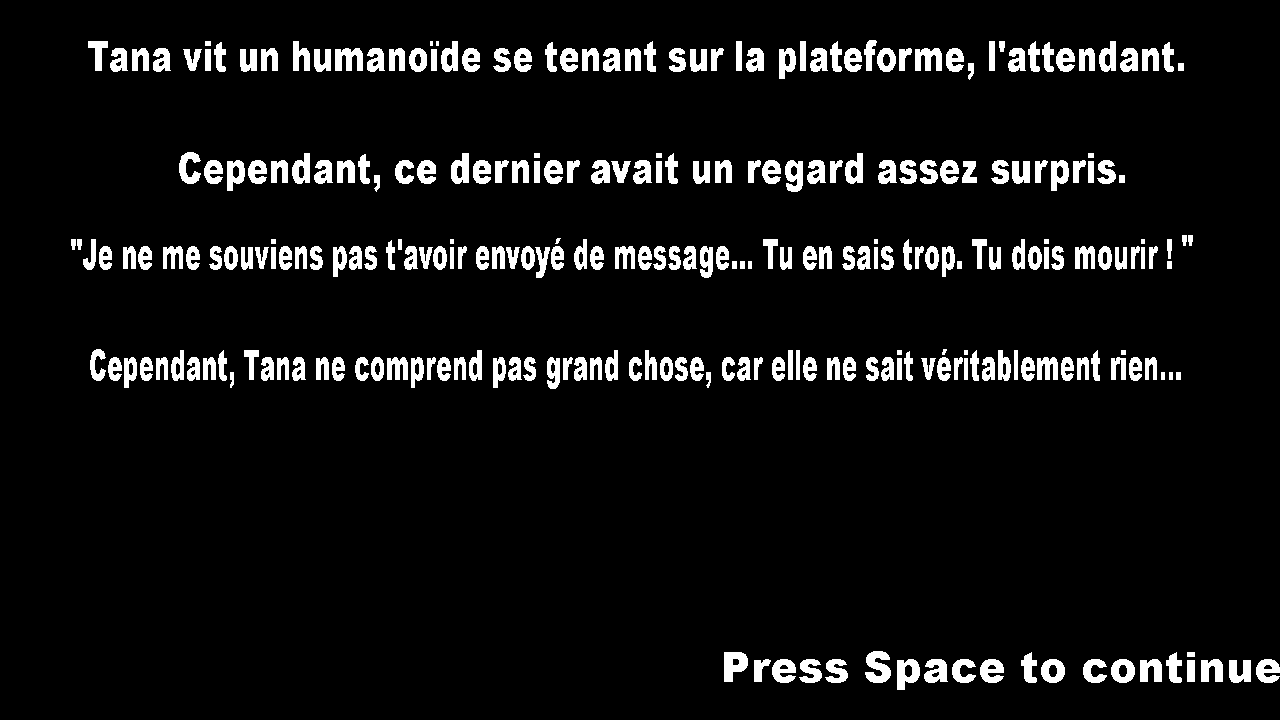 Tana vit un humanoïde se tenant sur la plateforme, l'attendant.
Cependant, ce dernier avait un regard assez surpris.
"Je ne me souviens pas t'avoir envoyé de message... Tu en sais trop. Tu dois mourir ! "
Cependant, Tana ne comprend pas grand chose, car elle ne sait véritablement rien...
Press Space to continue